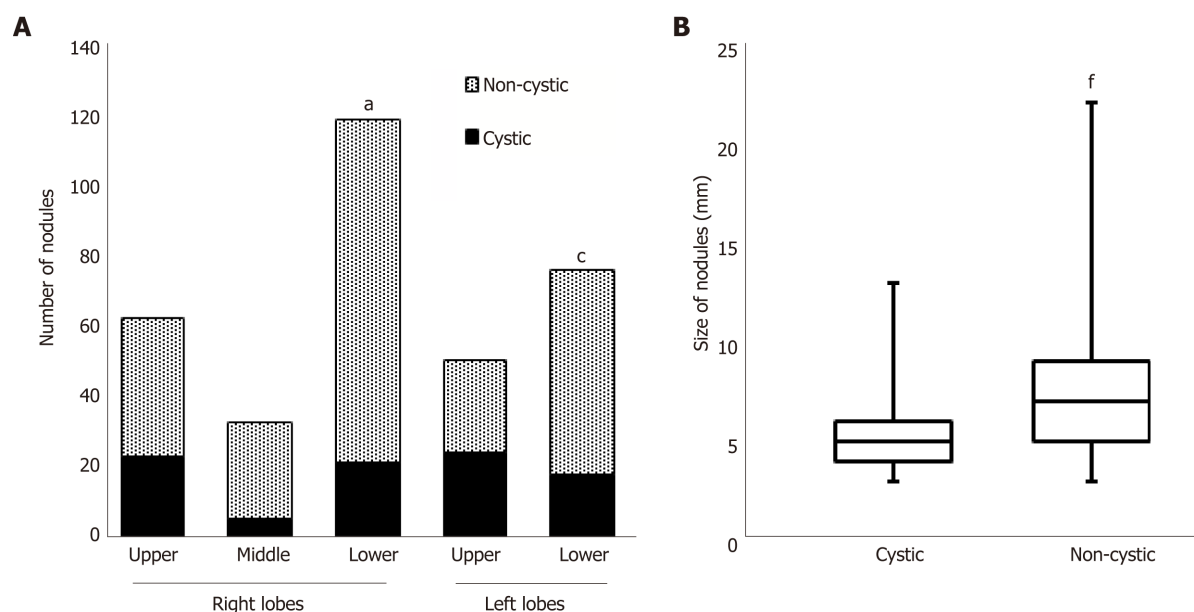 A
Number of nodules
140
120
100
80
60
40
20
0
Non-cystic
Cystic
a
c
Upper Middle Lower Upper Lower
Right lobes Left lobes
B
Size of nodules (mm)
25
20
15
10
5
0
f
Cystic Non-cystic